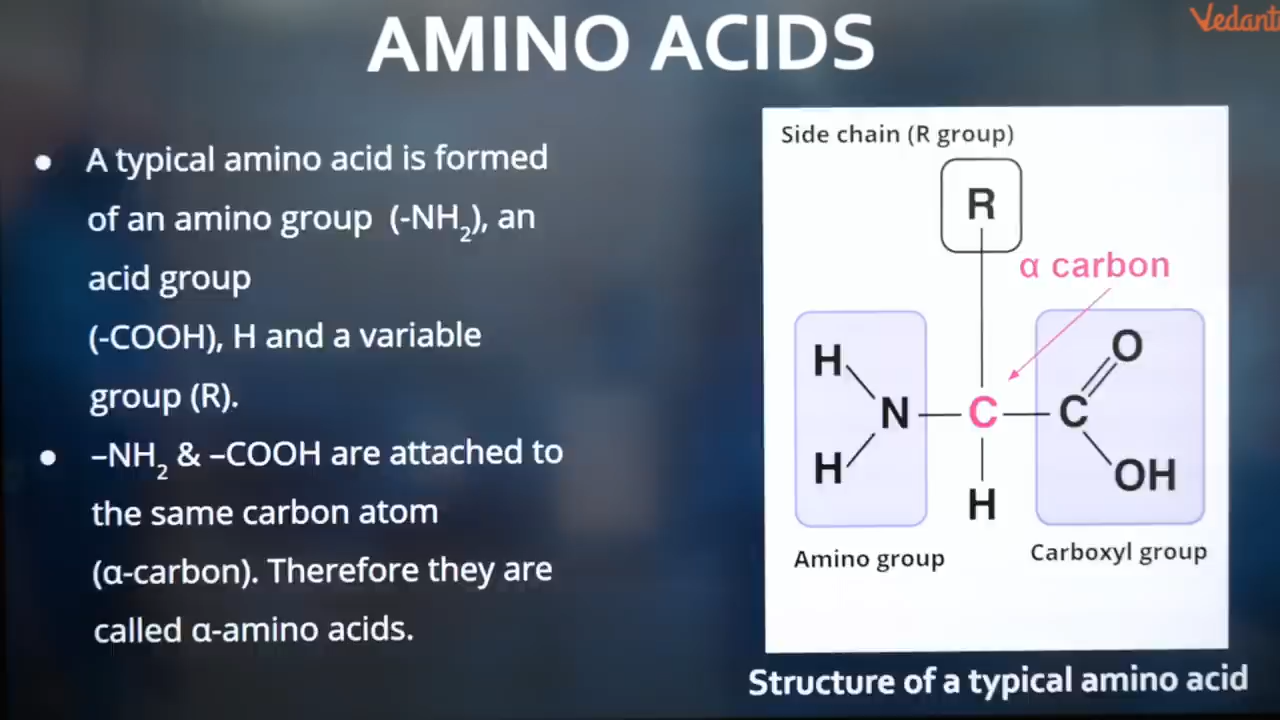 AMINO ACIDS
Vedant
• A typical amino acid is formed
of an amino group (-NH₂), an
acid group
(-COOH), H and a variable
group (R).
• –NH₂ & –COOH are attached to
the same carbon atom
(α-carbon). Therefore they are
called α-amino acids.
Side chain (R group)
R
α carbon
H
O
N C C
H
OH
H
Amino group
Carboxyl group
Structure of a typical amino acid